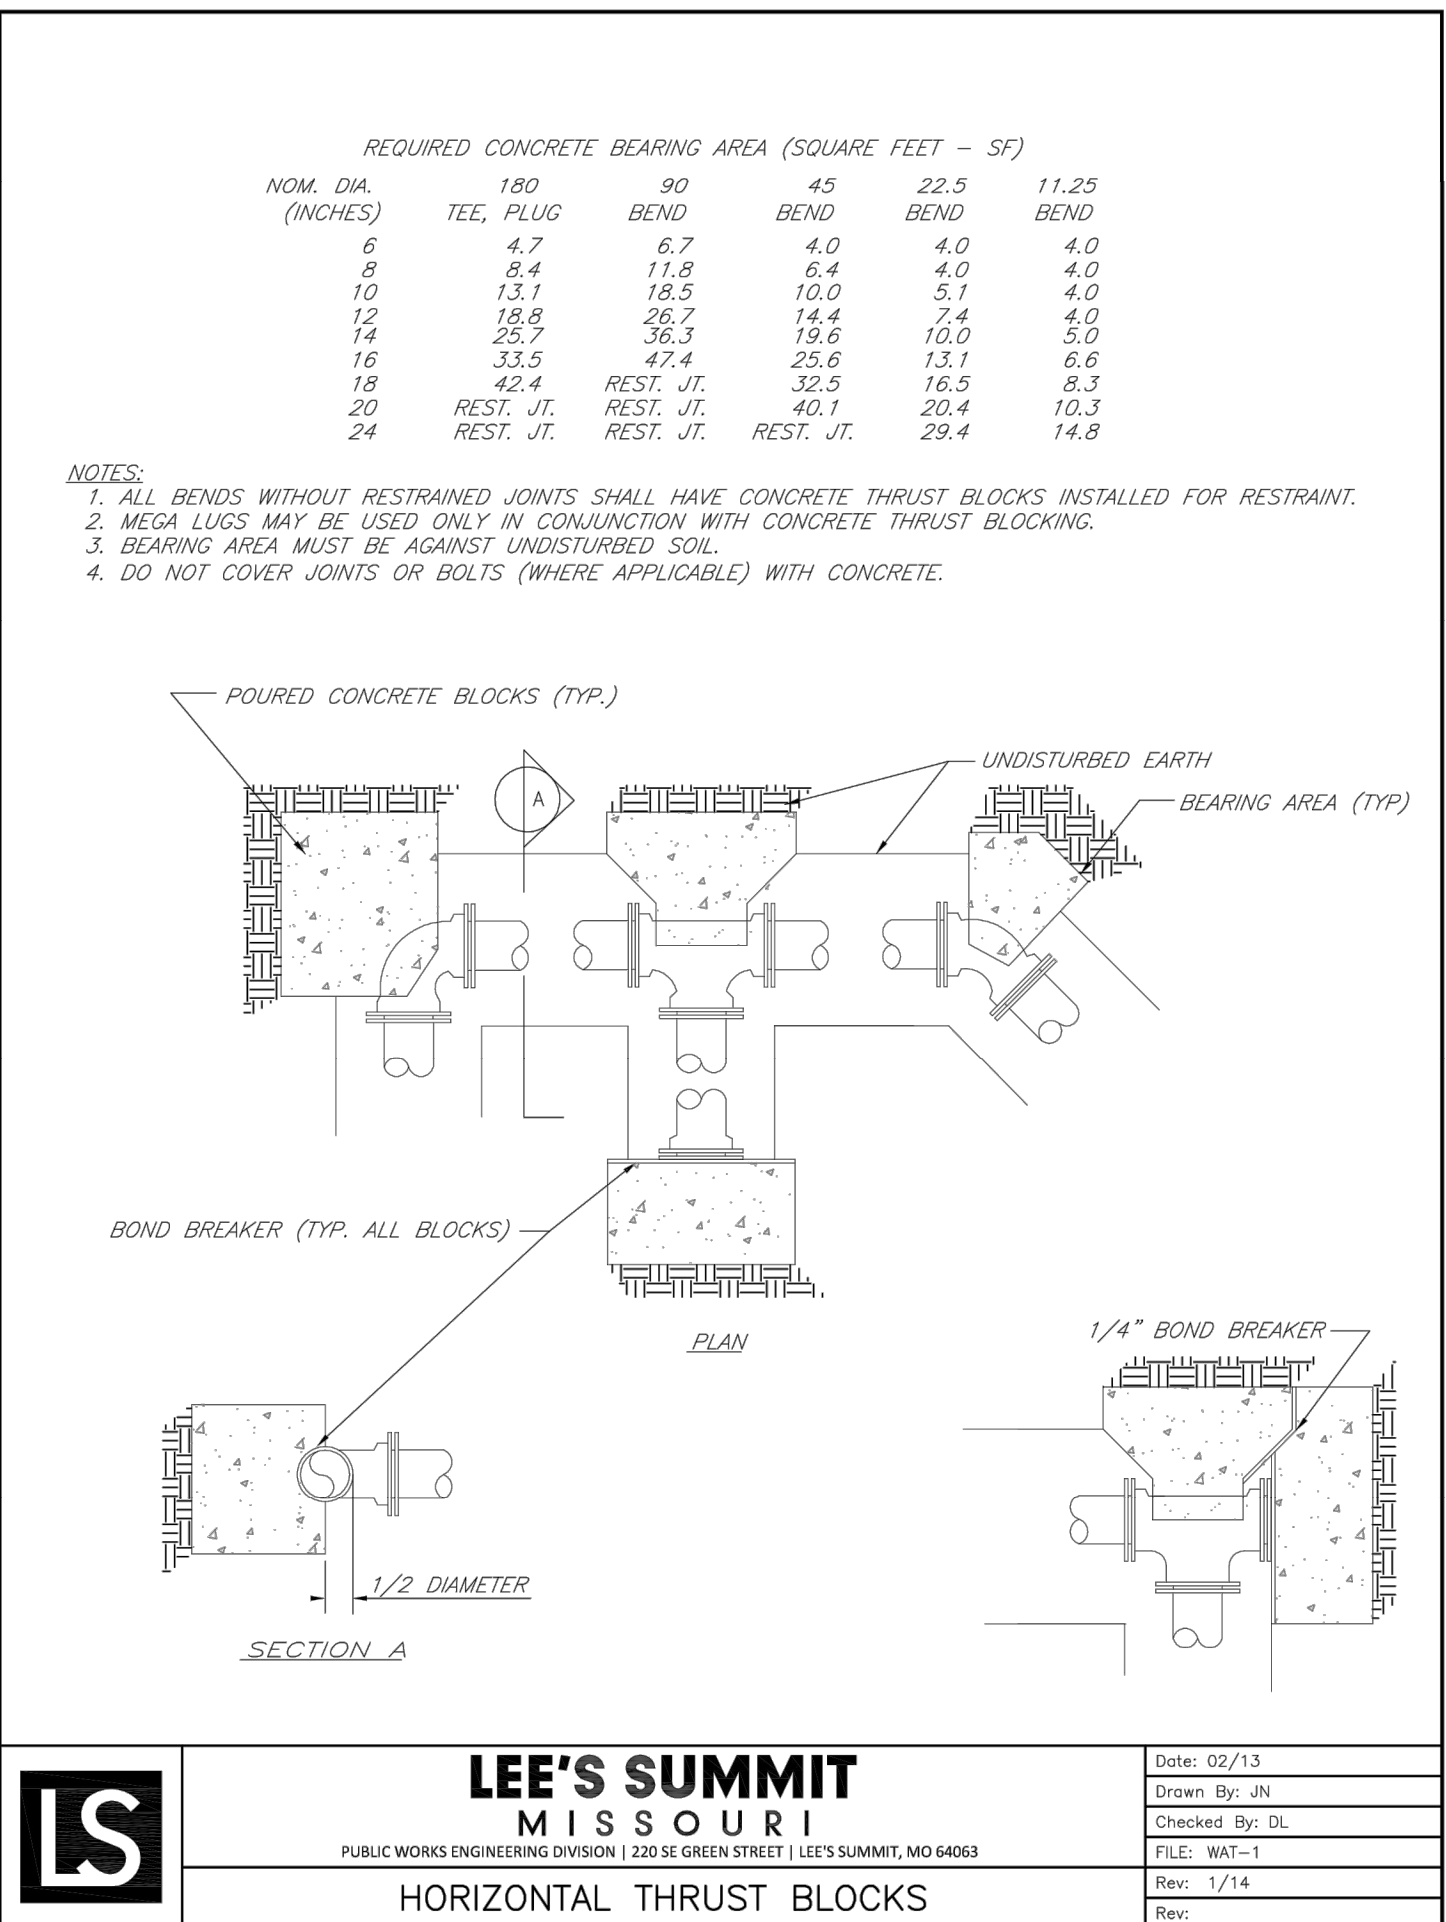 REQUIRED CONCRETE BEARING AREA (SQUARE FEET – SF)
NOM. DIA. 180 90 45 22.5 11.25
(INCHES) TEE, PLUG BEND BEND BEND BEND
6 4.7 6.7 4.0 4.0 4.0
8 8.4 11.8 6.4 4.0 4.0
10 13.1 18.5 10.0 5.1 4.0
12 18.8 26.7 14.4 7.4 4.0
14 25.7 36.3 19.6 10.0 5.0
16 33.5 47.4 25.6 13.1 6.6
18 42.4 REST. JT. 32.5 16.5 8.3
20 REST. JT. REST. JT. 40.1 20.4 10.3
24 REST. JT. REST. JT. REST. JT. 29.4 14.8
NOTES:
1. ALL BENDS WITHOUT RESTRAINED JOINTS SHALL HAVE CONCRETE THRUST BLOCKS INSTALLED FOR RESTRAINT.
2. MEGA LUGS MAY BE USED ONLY IN CONJUNCTION WITH CONCRETE THRUST BLOCKING.
3. BEARING AREA MUST BE AGAINST UNDISTURBED SOIL.
4. DO NOT COVER JOINTS OR BOLTS (WHERE APPLICABLE) WITH CONCRETE.
POURED CONCRETE BLOCKS (TYP.)
UNDISTURBED EARTH
A
BEARING AREA (TYP)
BOND BREAKER (TYP. ALL BLOCKS)
PLAN
1/4" BOND BREAKER
1/2 DIAMETER
SECTION A
LS
LEE'S SUMMIT
MISSOURI
PUBLIC WORKS ENGINEERING DIVISION | 220 SE GREEN STREET | LEE'S SUMMIT, MO 64063
HORIZONTAL THRUST BLOCKS
Date: 02/13
Drawn By: JN
Checked By: DL
FILE: WAT-1
Rev: 1/14
Rev: